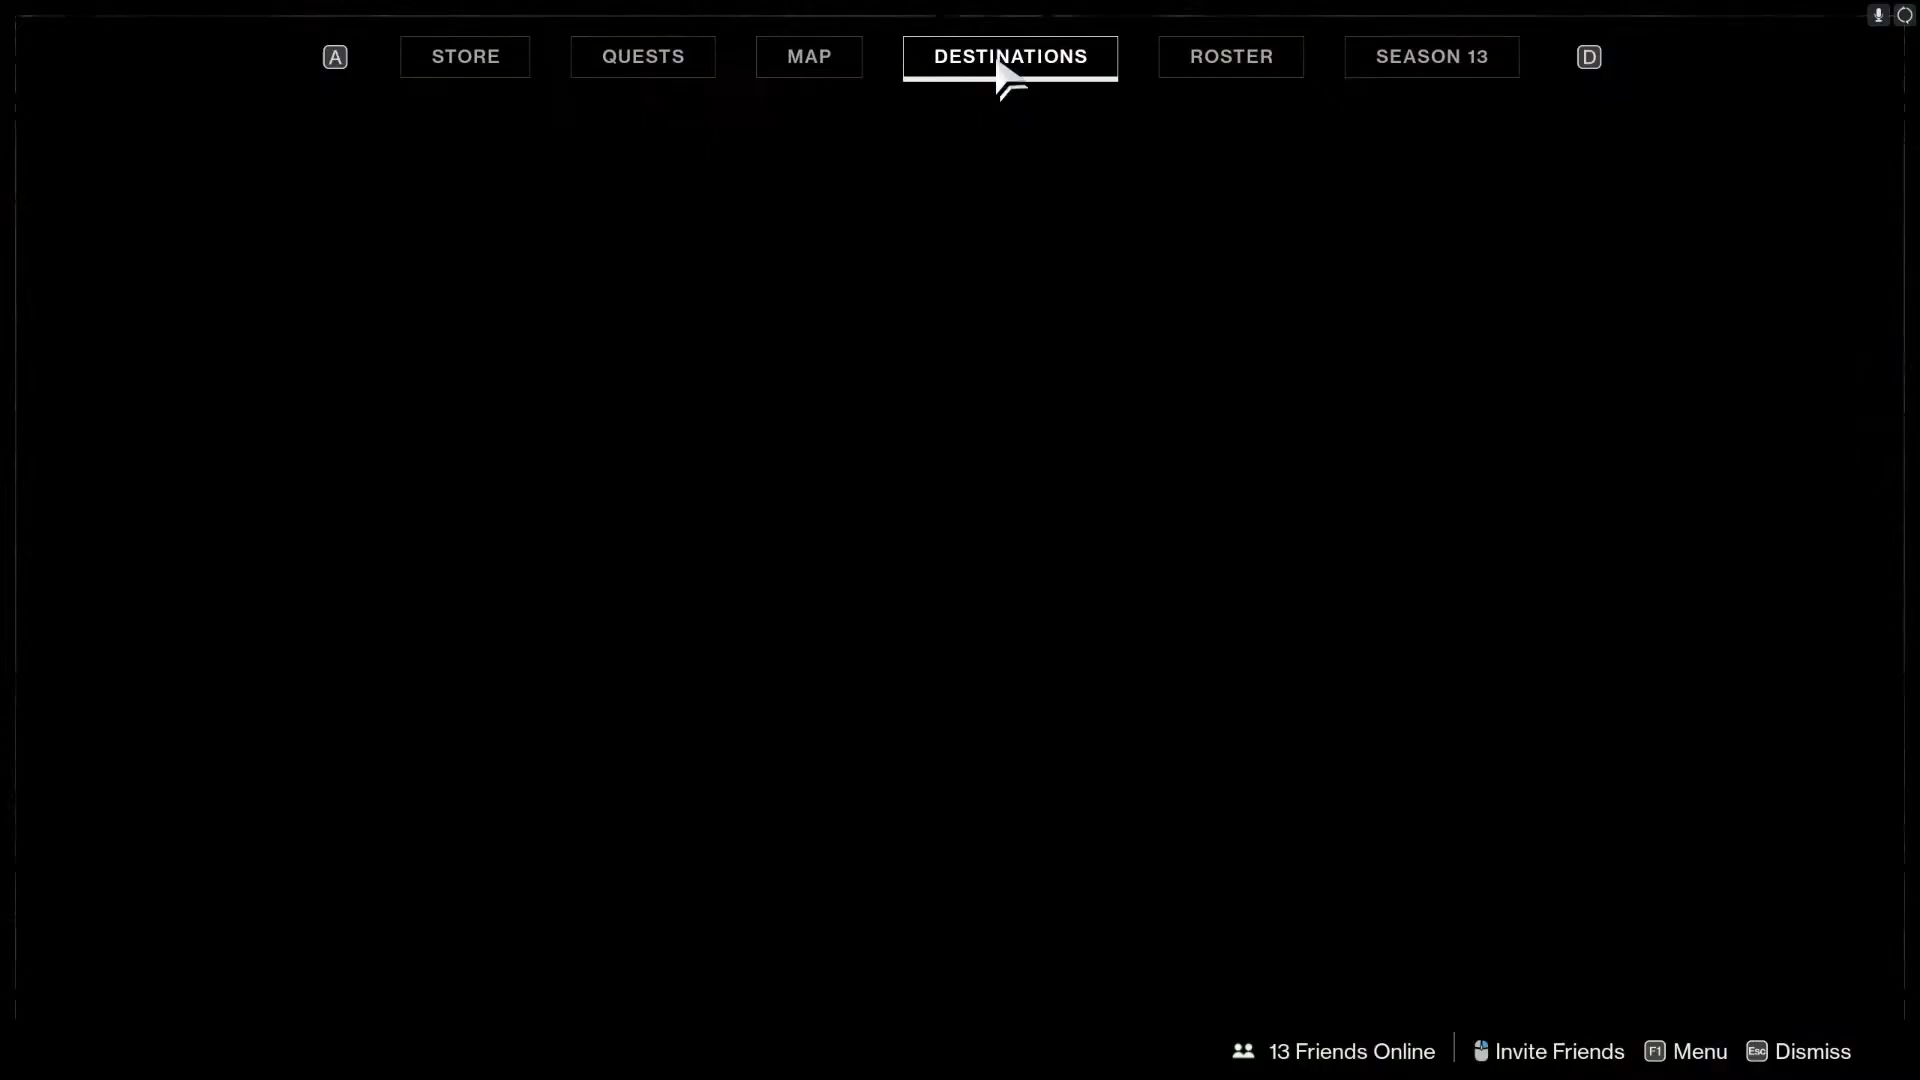 A STORE QUESTS MAP DESTINATIONS ROSTER SEASON 13 D
13 Friends Online Invite Friends F1 Menu Esc Dismiss